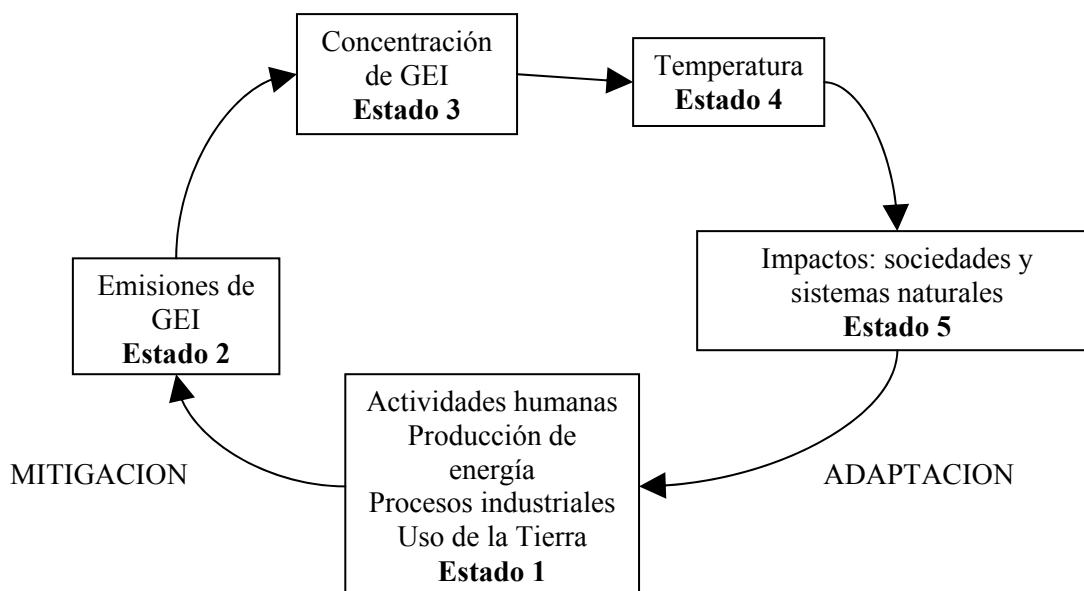 Concentración
de GEI
Estado 3
Temperatura
Estado 4
Impactos: sociedades y
sistemas naturales
Estado 5
Emisiones de
GEI
Estado 2
Actividades humanas
Producción de
energía
Procesos industriales
Uso de la Tierra
Estado 1
MITIGACION
ADAPTACION